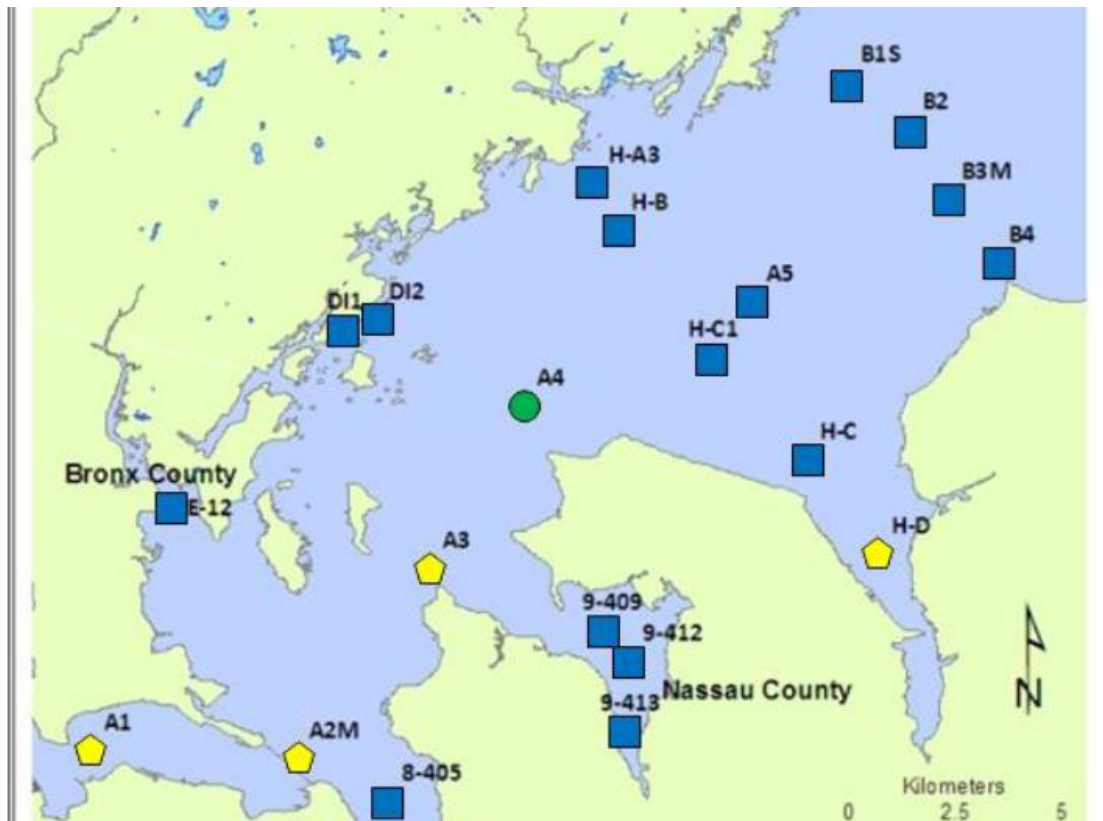 B1S
B2
H-A3
B3M
H-B
B4
A5
DI2
DI1
H-C1
A4
H-C
Bronx County
E-12
H-D
A3
9-409
9-412
Nassau County
9-413
N
A1
A2M
8-405
Kilometers
0 2.5 5